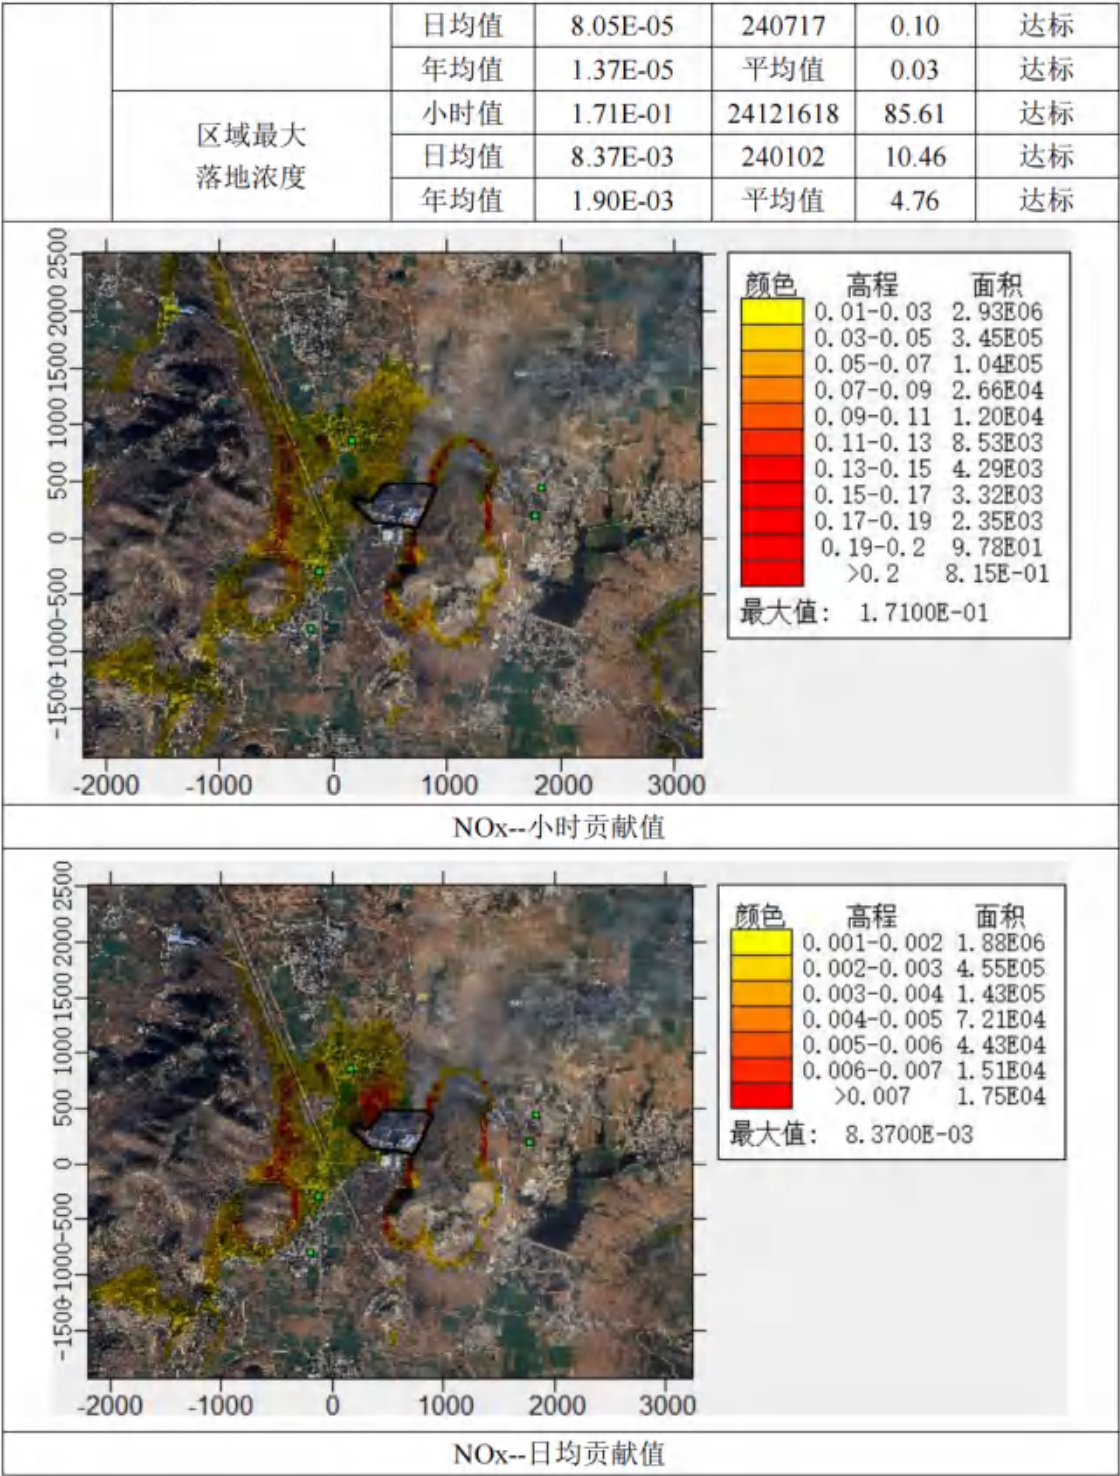 日均值 8.05E-05 240717 0.10 达标
年均值 1.37E-05 平均值 0.03 达标
区域最大
落地浓度
小时值 1.71E-01 24121618 85.61 达标
日均值 8.37E-03 240102 10.46 达标
年均值 1.90E-03 平均值 4.76 达标
2500
2000
1500
1000
500
0
-500
-1000
-1500
-2000 -1000 0 1000 2000 3000
颜色 高程 面积
0.01-0.03 2.93E06
0.03-0.05 3.45E05
0.05-0.07 1.04E05
0.07-0.09 2.66E04
0.09-0.11 1.20E04
0.11-0.13 8.53E03
0.13-0.15 4.29E03
0.15-0.17 3.32E03
0.17-0.19 2.35E03
0.19-0.2 9.78E01
>0.2 8.15E-01
最大值: 1.7100E-01
NOx--小时贡献值
2500
2000
1500
1000
500
0
-500
-1000
-1500
-2000 -1000 0 1000 2000 3000
颜色 高程 面积
0.001-0.002 1.88E06
0.002-0.003 4.55E05
0.003-0.004 1.43E05
0.004-0.005 7.21E04
0.005-0.006 4.43E04
0.006-0.007 1.51E04
>0.007 1.75E04
最大值: 8.3700E-03
NOx--日均贡献值